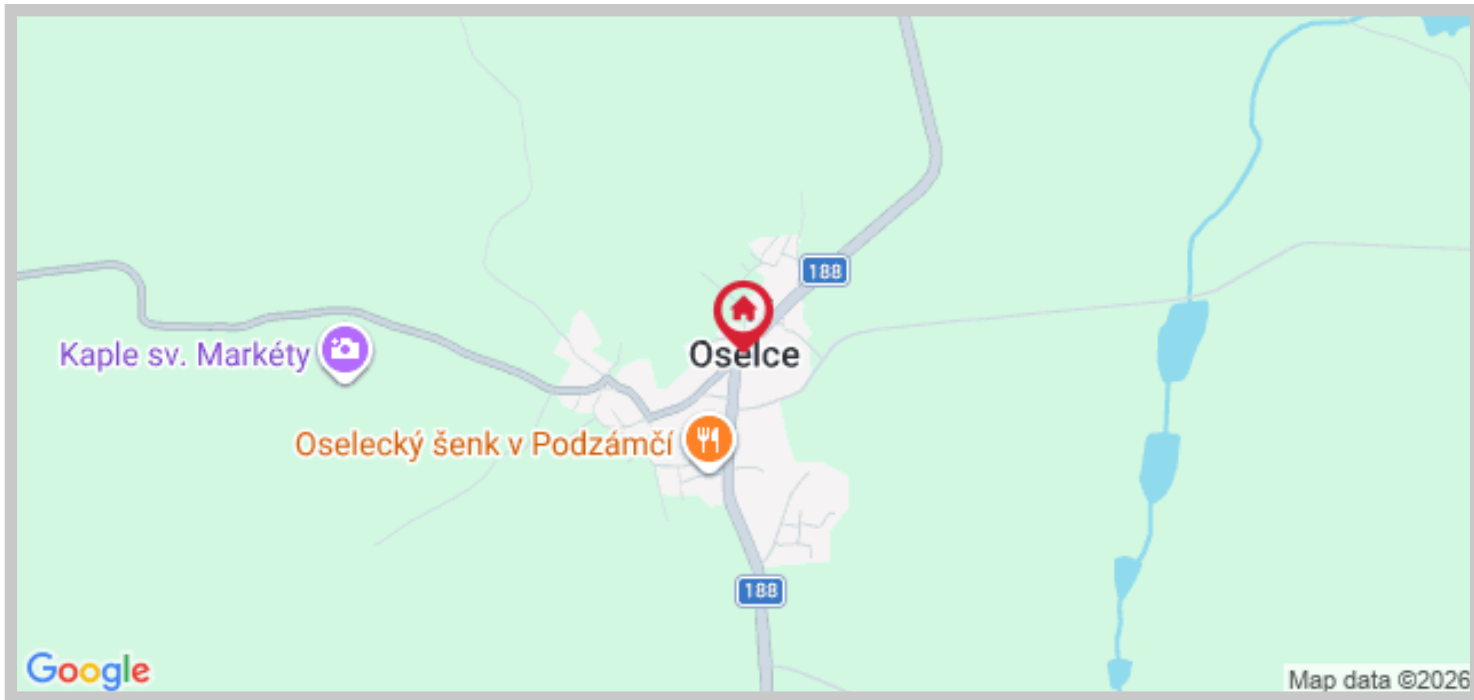 188
Oselce
Kaple sv. Markéty
Oselecký šenk v Podzámčí
188
Google
Map data ©2026